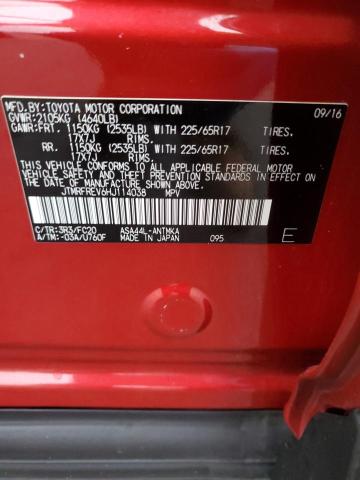 MFD.BY:TOYOTA MOTOR CORPORATION 09/16
GVWR:2105KG (4640LB)
GAWR:FRT. 1150KG (2535LB) WITH 225/65R17 TIRES.
17X7J RIMS.
RR. 1150KG (2535LB) WITH 225/65R17 TIRES.
17X7J RIMS.
THIS VEHICLE CONFORMS TO ALL APPLICABLE FEDERAL MOTOR
VEHICLE SAFETY STANDARDS IN EFFECT ON THE DATE OF
MANUFACTURE SHOWN ABOVE.
JTMRFREV6HJ114038 MPV
C/TR:3R3/FC20 ASA44L-ANTMKA
A/TM:-03A/U760F MADE IN JAPAN 095 E